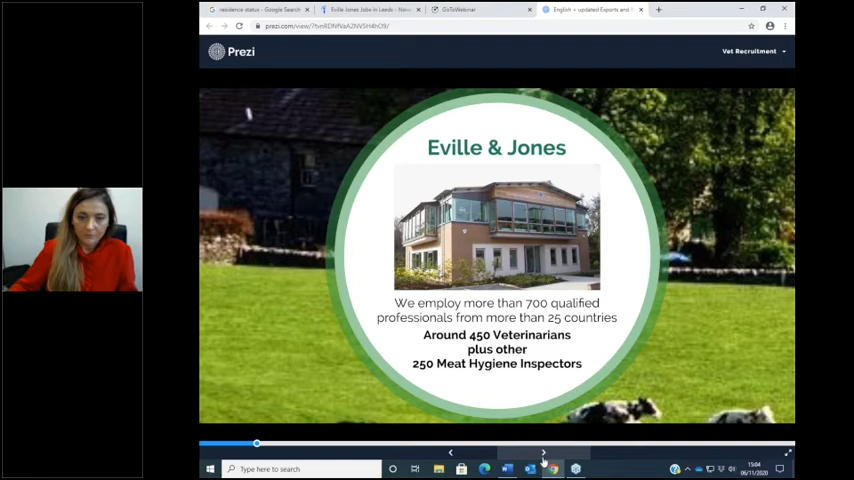 residence status - Google Search
Eville Jones Jobs in Leeds - Nov
GoToWebinar
English + updated Exports and
Prezi
Vet Recruitment
Eville & Jones
We employ more than 700 qualified
professionals from more than 25 countries
Around 450 Veterinarians
plus other
250 Meat Hygiene Inspectors
Type here to search
15:04
06/11/2020